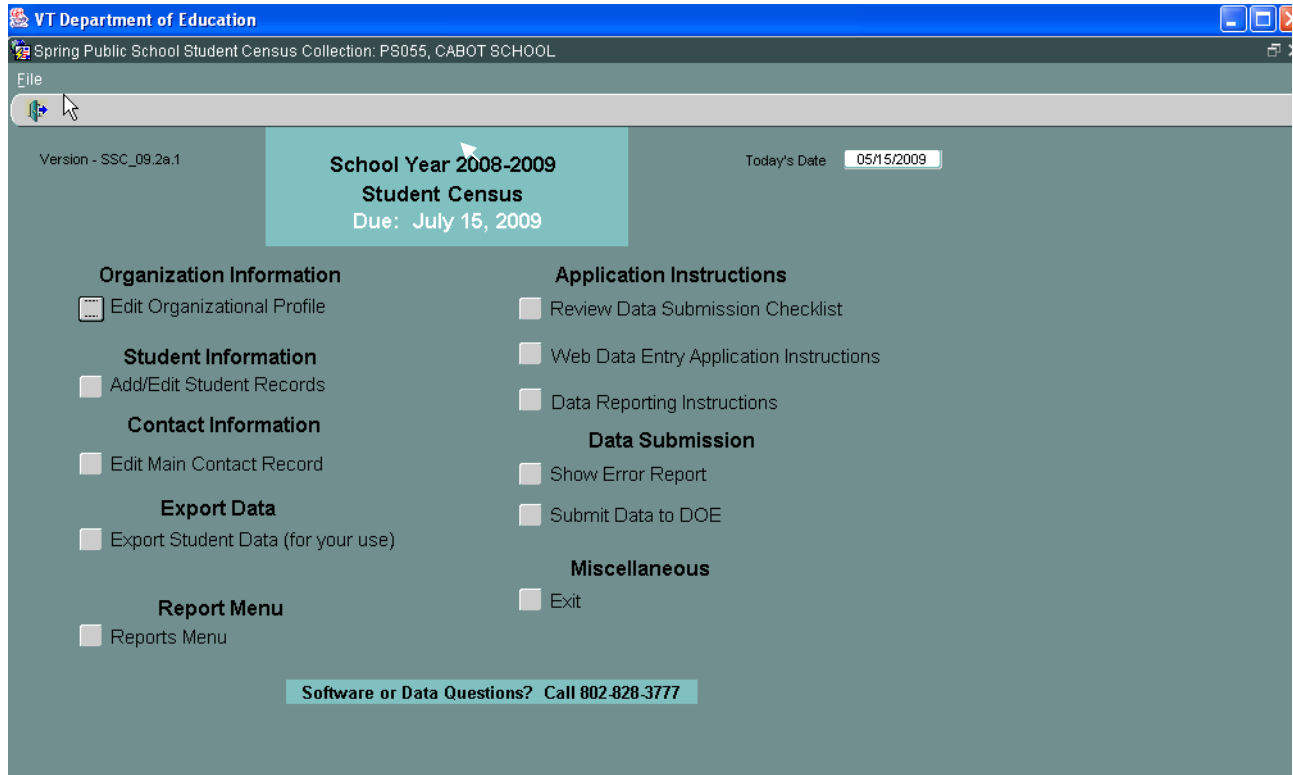 VT Department of Education
Spring Public School Student Census Collection: PS055, CABOT SCHOOL
File
Version - SSC_09.2a.1
School Year 2008-2009
Student Census
Due: July 15, 2009
Today's Date 05/15/2009
Organization Information
Edit Organizational Profile
Student Information
Add/Edit Student Records
Contact Information
Edit Main Contact Record
Export Data
Export Student Data (for your use)
Report Menu
Reports Menu
Application Instructions
Review Data Submission Checklist
Web Data Entry Application Instructions
Data Reporting Instructions
Data Submission
Show Error Report
Submit Data to DOE
Miscellaneous
Exit
Software or Data Questions? Call 802-828-3777